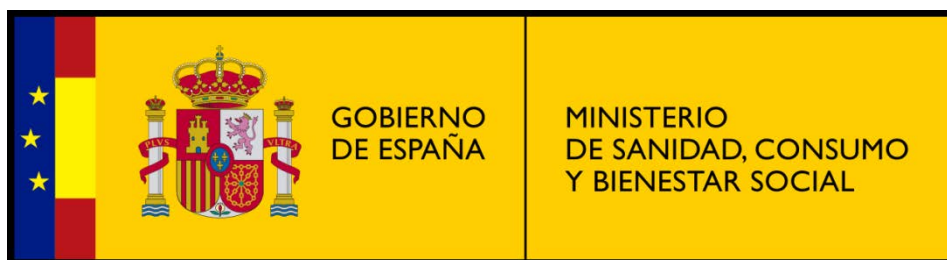 PLVS
VLTRA
GOBIERNO
DE ESPAÑA
MINISTERIO
DE SANIDAD, CONSUMO
Y BIENESTAR SOCIAL